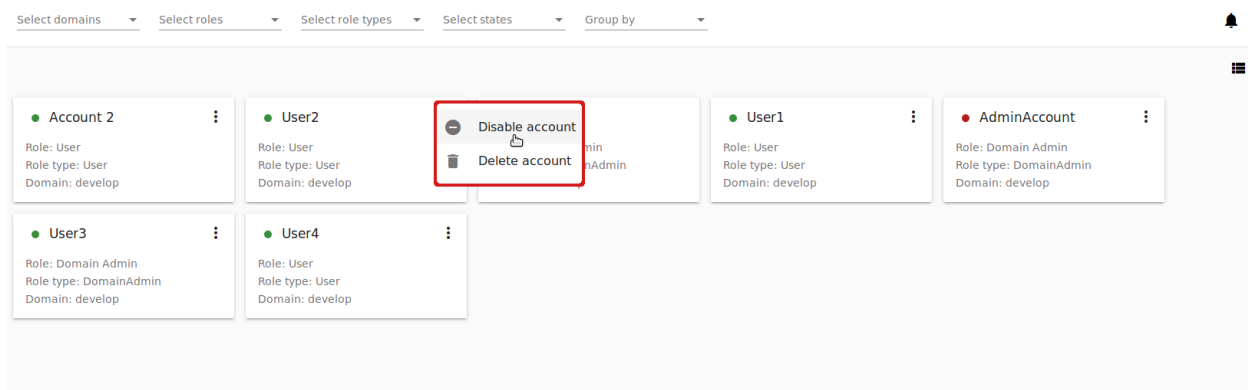 Select domains Select roles Select role types Select states Group by
Account 2
Role: User
Role type: User
Domain: develop
User2
Role: User
Role type: User
Domain: develop
Disable account
Delete account
User1
Role: User
Role type: User
Domain: develop
AdminAccount
Role: Domain Admin
Role type: DomainAdmin
Domain: develop
User3
Role: Domain Admin
Role type: DomainAdmin
Domain: develop
User4
Role: User
Role type: User
Domain: develop